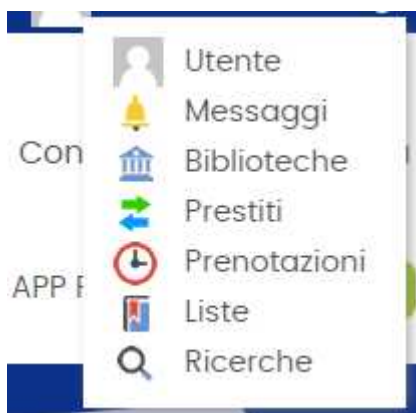 Utente
Messaggi
Con
Biblioteche
Prestiti
Prenotazioni
APP
Liste
Ricerche